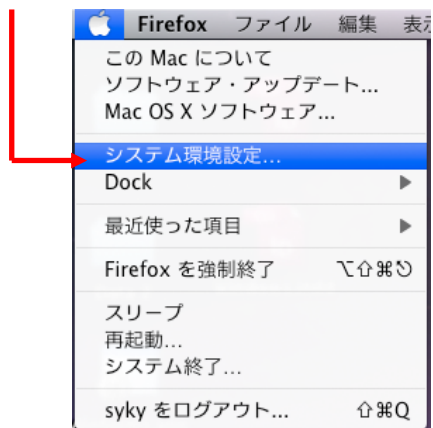 Firefox ファイル 編集 表示
この Mac について
ソフトウェア・アップデート...
Mac OS X ソフトウェア...
システム環境設定...
Dock
最近使った項目
Firefox を強制終了 ⌥⇧⌘⎋
スリープ
再起動...
システム終了...
syky をログアウト... ⇧⌘Q